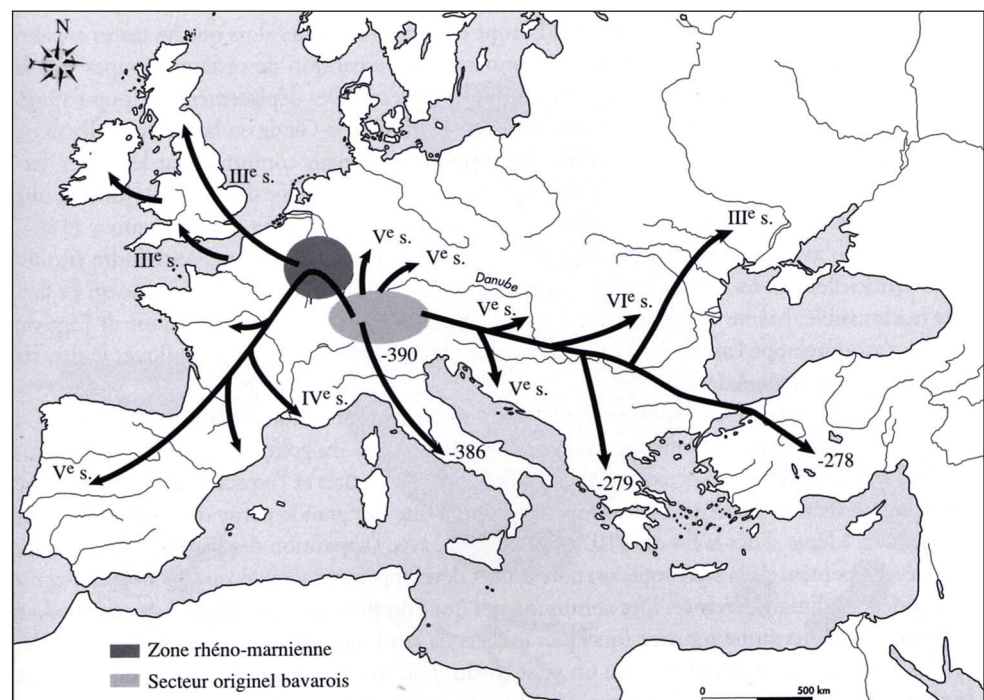 N
IIIe s.
IIIe s.
Ve s.
Ve s.
IIIe s.
Danube
Ve s.
VIe s.
-390
Ve s.
IVe s.
-386
Ve s.
-279
-278
Zone rhéno-marnienne
Secteur originel bavarois
0 500 km